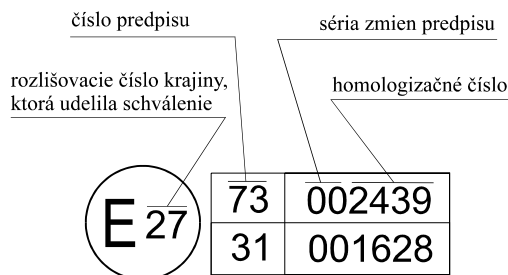 číslo predpisu
séria zmien predpisu
rozlišovacie číslo krajiny,
ktorá udelila schválenie
homologizačné číslo
E 27
73 002439
31 001628